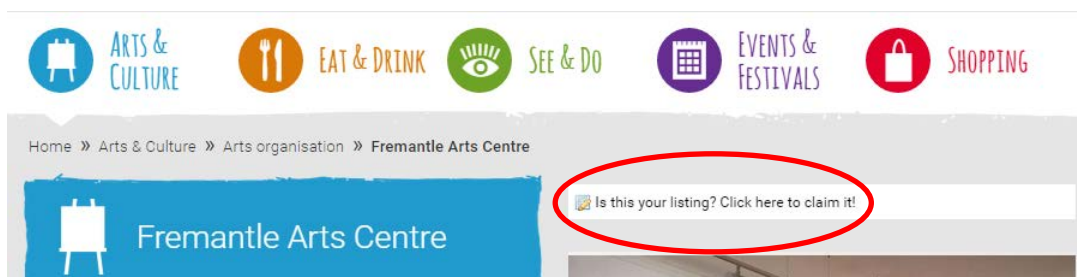 ARTS &
CULTURE
EAT & DRINK
SEE & DO
EVENTS &
FESTIVALS
SHOPPING
Home » Arts & Culture » Arts organisation » Fremantle Arts Centre
Is this your listing? Click here to claim it!
Fremantle Arts Centre